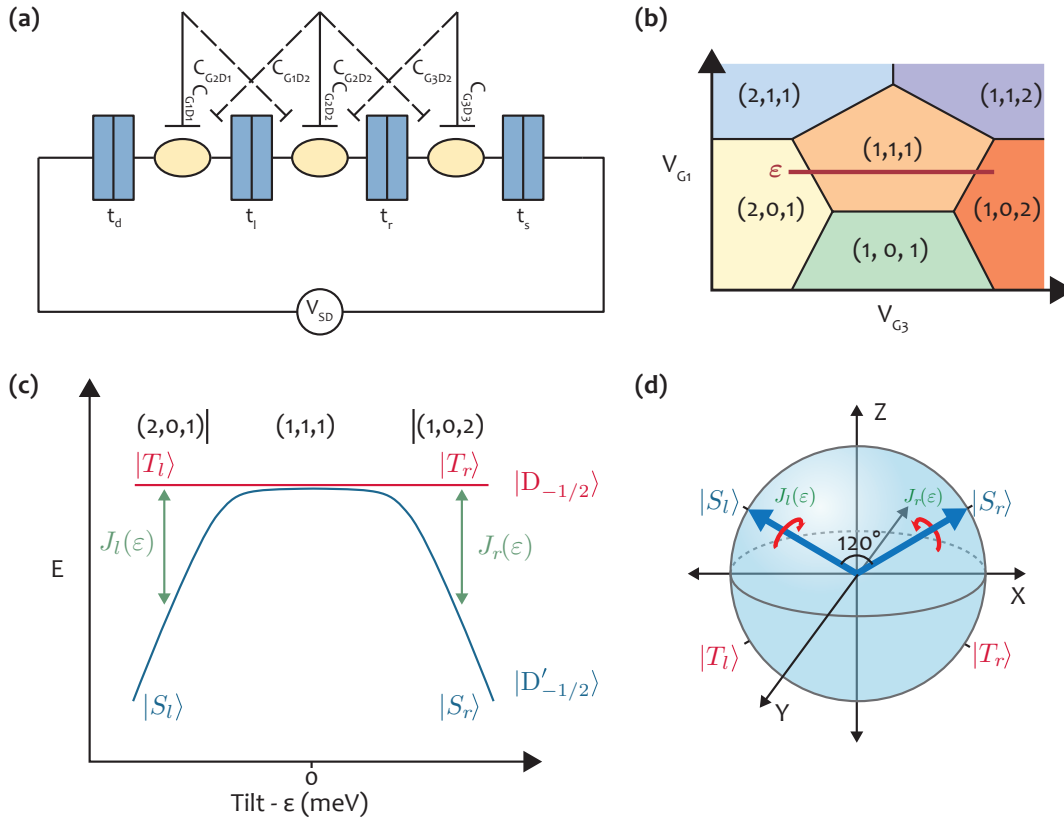 (a)
C_G2D1 C_G1D2 C_G2D2 C_G3D2
C_G1D1 C_G2D2 C_G3D3
t_d t_l t_r t_s
V_SD
(b)
(2,1,1) (1,1,2)
(1,1,1)
V_G1
ε
(2,0,1) (1,0,2)
(1, 0, 1)
V_G3
(c)
(2,0,1) (1,1,1) (1,0,2)
|T_l⟩ |T_r⟩
|D_−1/2⟩
J_l(ε) J_r(ε)
E
|D′_−1/2⟩
|S_l⟩ |S_r⟩
0
Tilt - ε (meV)
(d)
Z
|S_l⟩ J_l(ε) J_r(ε) |S_r⟩
120°
X
|T_l⟩ |T_r⟩
Y